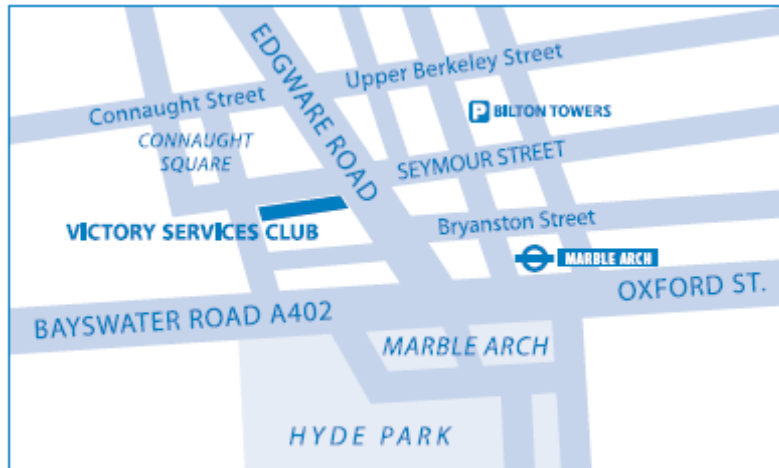 EDGWARE ROAD
Upper Berkeley Street
Connaught Street
P BILTON TOWERS
CONNAUGHT
SQUARE
SEYMOUR STREET
VICTORY SERVICES CLUB
Bryanston Street
MARBLE ARCH
OXFORD ST.
BAYSWATER ROAD A402
MARBLE ARCH
HYDE PARK